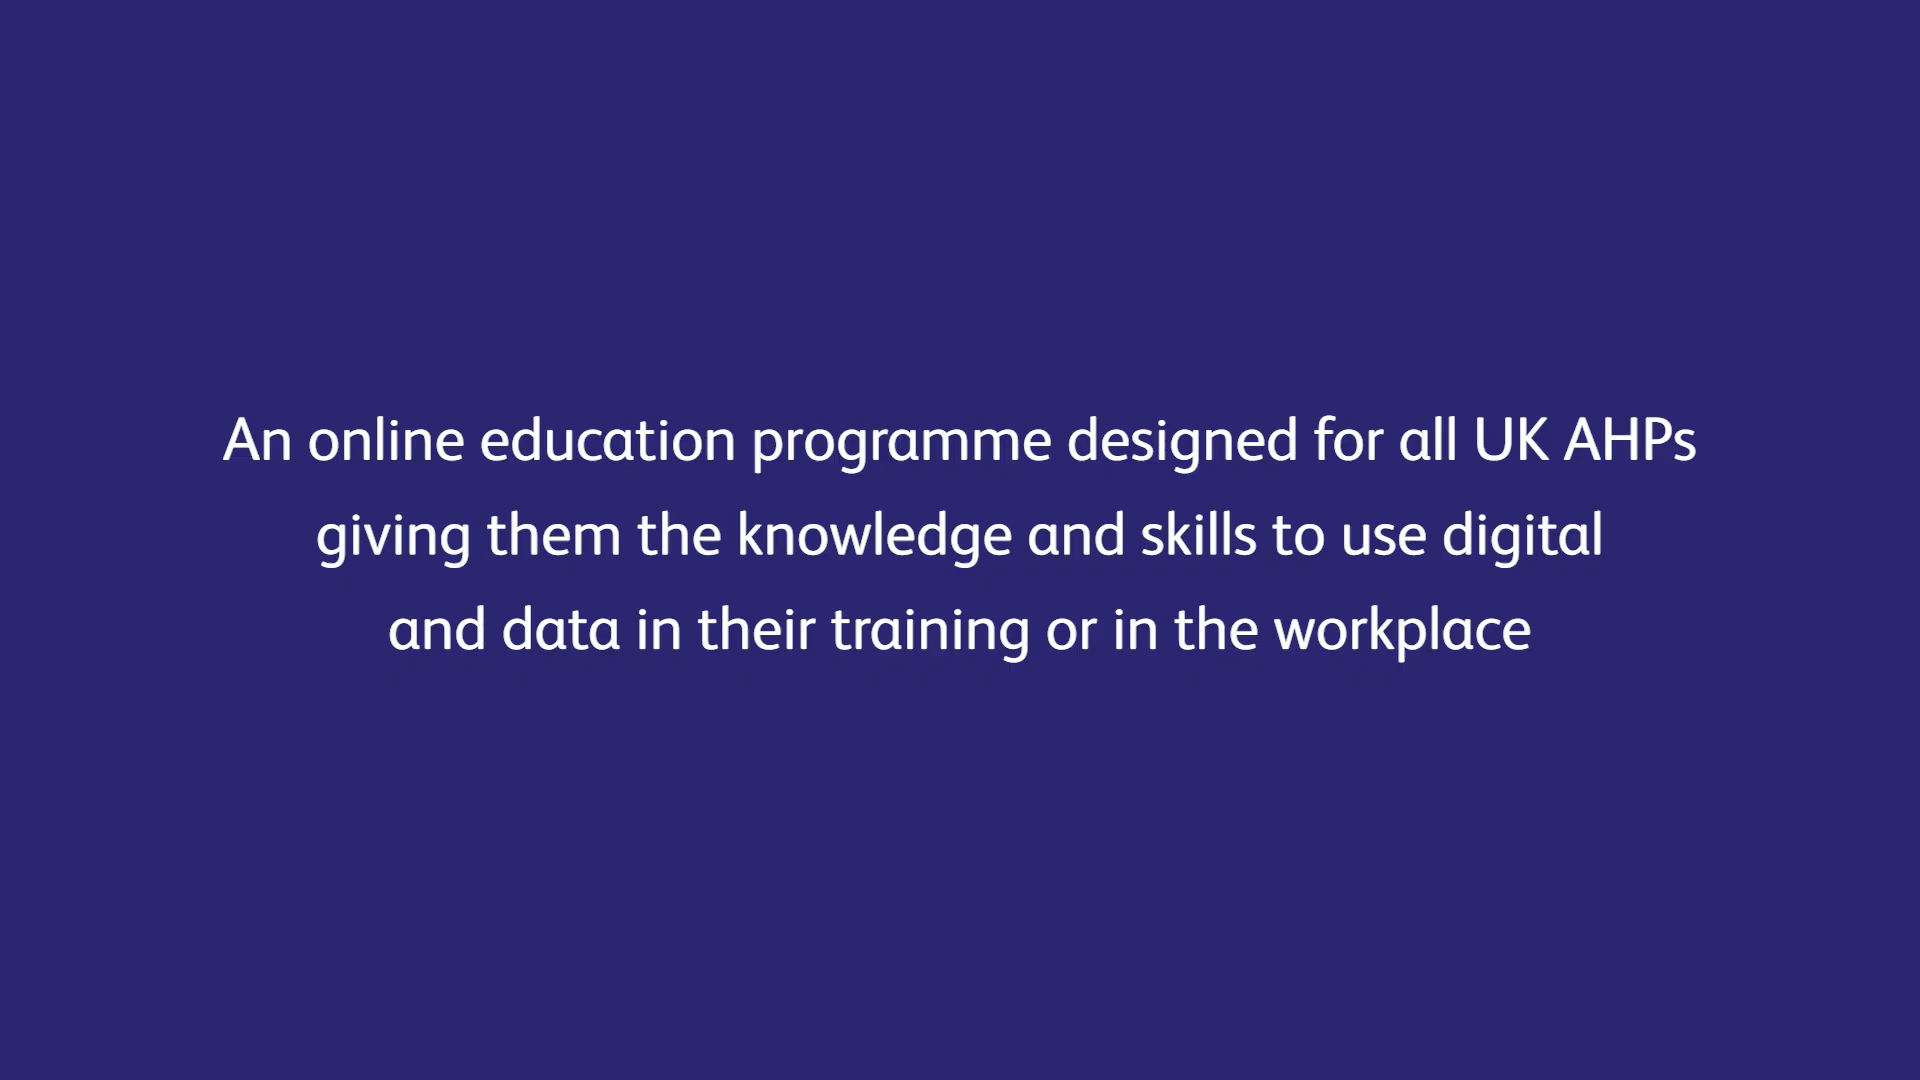 An online education programme designed for all UK AHPs
giving them the knowledge and skills to use digital
and data in their training or in the workplace